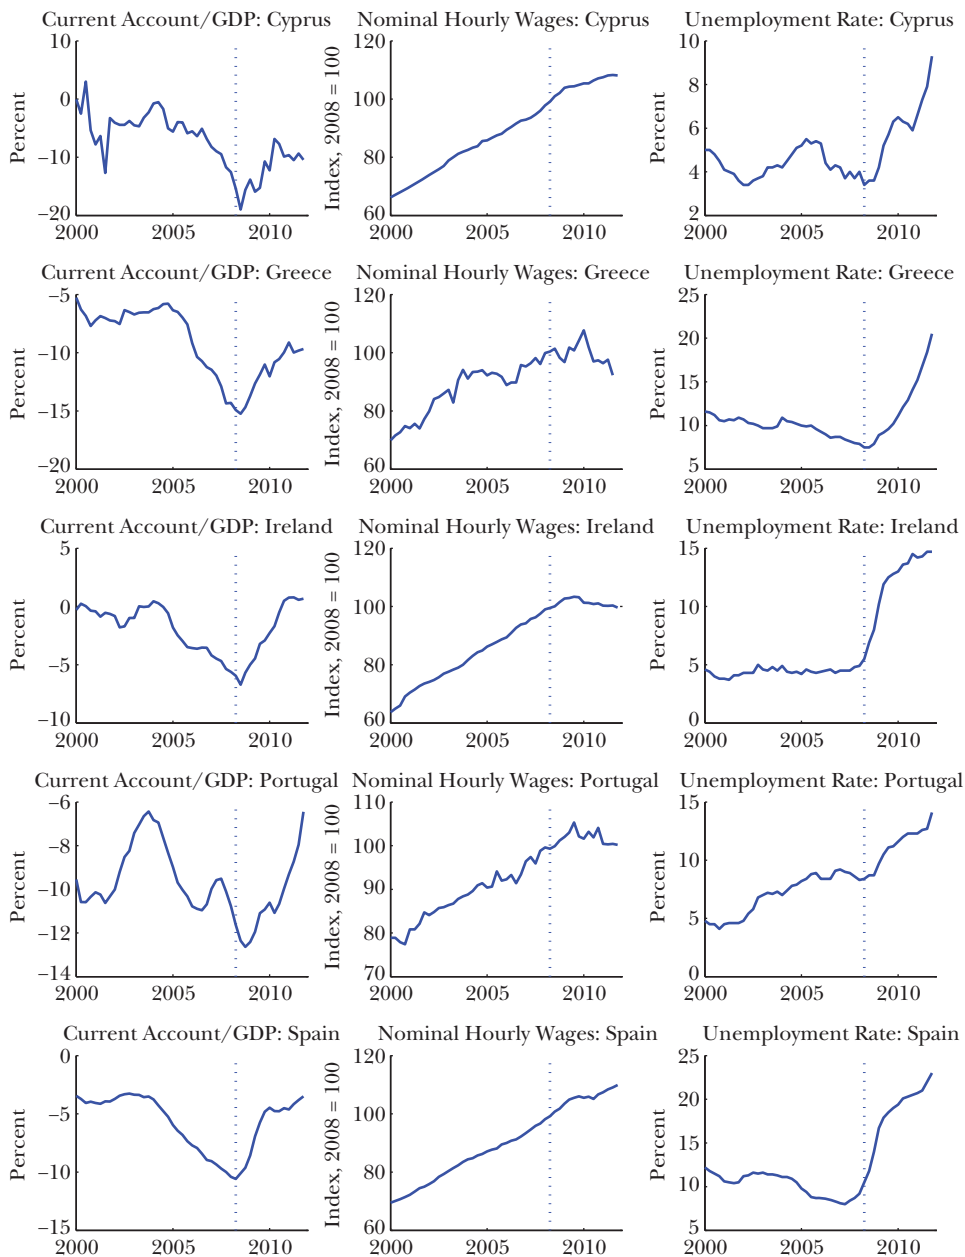 Current Account/GDP: Cyprus
10
0
−10
−20
Percent
2000 2005 2010
Nominal Hourly Wages: Cyprus
120
100
80
60
Index, 2008 = 100
2000 2005 2010
Unemployment Rate: Cyprus
10
8
6
4
2
Percent
2000 2005 2010
Current Account/GDP: Greece
−5
−10
−15
−20
Percent
2000 2005 2010
Nominal Hourly Wages: Greece
120
100
80
60
Index, 2008 = 100
2000 2005 2010
Unemployment Rate: Greece
25
20
15
10
5
Percent
2000 2005 2010
Current Account/GDP: Ireland
5
0
−5
−10
Percent
2000 2005 2010
Nominal Hourly Wages: Ireland
120
100
80
60
Index, 2008 = 100
2000 2005 2010
Unemployment Rate: Ireland
15
10
5
0
Percent
2000 2005 2010
Current Account/GDP: Portugal
−6
−8
−10
−12
−14
Percent
2000 2005 2010
Nominal Hourly Wages: Portugal
110
100
90
80
70
Index, 2008 = 100
2000 2005 2010
Unemployment Rate: Portugal
15
10
5
0
Percent
2000 2005 2010
Current Account/GDP: Spain
0
−5
−10
−15
Percent
2000 2005 2010
Nominal Hourly Wages: Spain
120
100
80
60
Index, 2008 = 100
2000 2005 2010
Unemployment Rate: Spain
25
20
15
10
5
Percent
2000 2005 2010